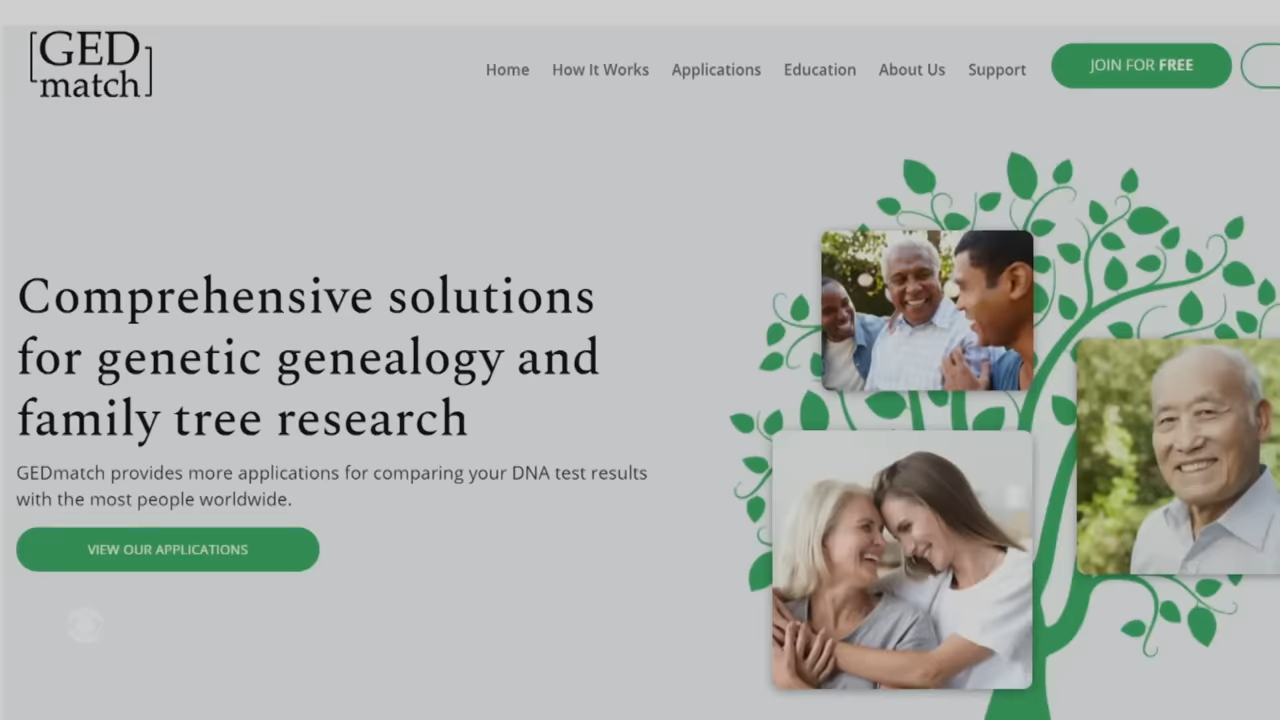 GED
match
Home How It Works Applications Education About Us Support JOIN FOR FREE
Comprehensive solutions
for genetic genealogy and
family tree research
GEDmatch provides more applications for comparing your DNA test results
with the most people worldwide.
VIEW OUR APPLICATIONS